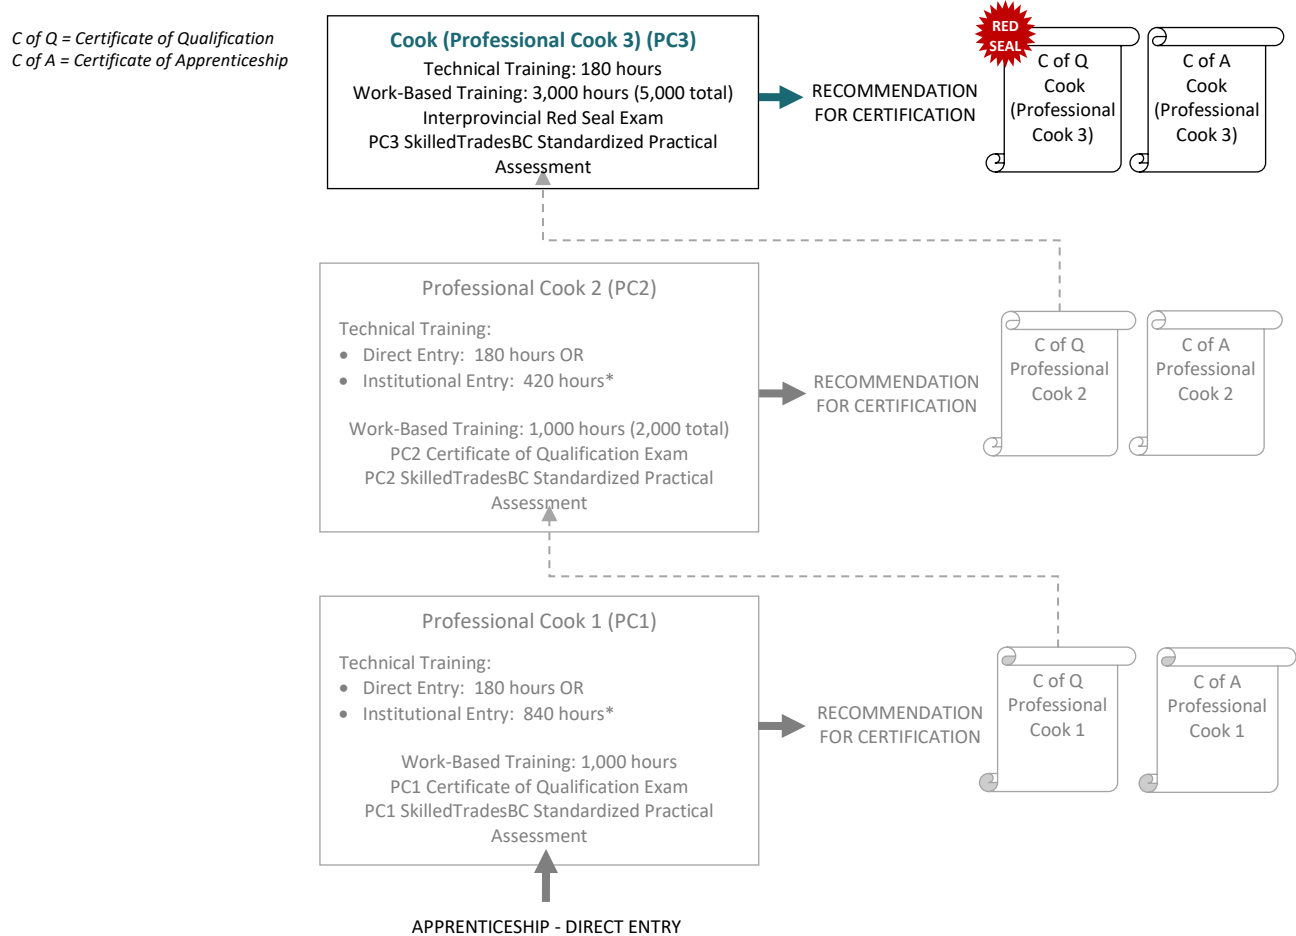 C of Q = Certificate of Qualification
C of A = Certificate of Apprenticeship
Cook (Professional Cook 3) (PC3)
Technical Training: 180 hours
Work-Based Training: 3,000 hours (5,000 total)
Interprovincial Red Seal Exam
PC3 SkilledTradesBC Standardized Practical
Assessment
RECOMMENDATION
FOR CERTIFICATION
RED
SEAL
C of Q
Cook
(Professional
Cook 3)
C of A
Cook
(Professional
Cook 3)
Professional Cook 2 (PC2)
Technical Training:
• Direct Entry:  180 hours OR
• Institutional Entry:  420 hours*
Work-Based Training: 1,000 hours (2,000 total)
PC2 Certificate of Qualification Exam
PC2 SkilledTradesBC Standardized Practical
Assessment
RECOMMENDATION
FOR CERTIFICATION
C of Q
Professional
Cook 2
C of A
Professional
Cook 2
Professional Cook 1 (PC1)
Technical Training:
• Direct Entry:  180 hours OR
• Institutional Entry:  840 hours*
Work-Based Training: 1,000 hours
PC1 Certificate of Qualification Exam
PC1 SkilledTradesBC Standardized Practical
Assessment
RECOMMENDATION
FOR CERTIFICATION
C of Q
Professional
Cook 1
C of A
Professional
Cook 1
APPRENTICESHIP - DIRECT ENTRY